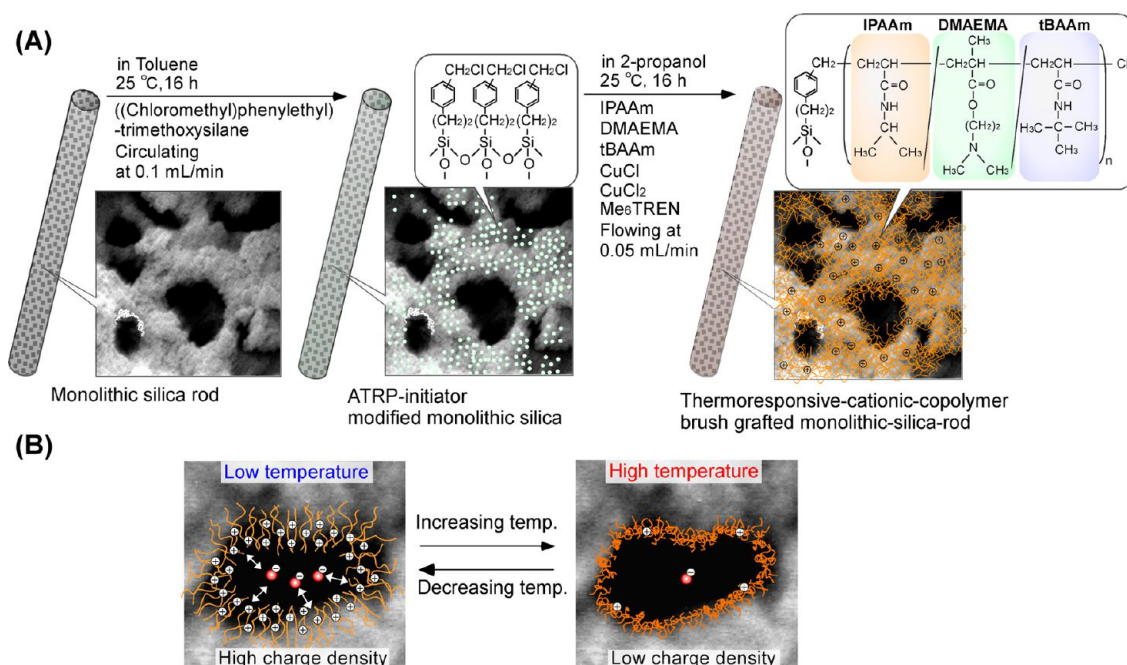 (A)
in Toluene
25 ℃, 16 h
((Chloromethyl)phenylethyl)
-trimethoxysilane
Circulating
at 0.1 mL/min
Monolithic silica rod
CH₂Cl CH₂Cl CH₂Cl
(CH₂)₂ (CH₂)₂ (CH₂)₂
Si Si Si
O O
O O O
ATRP-initiator
modified monolithic silica
in 2-propanol
25 ℃, 16 h
IPAAm
DMAEMA
tBAAm
CuCl
CuCl₂
Me₆TREN
Flowing at
0.05 mL/min
IPAAm DMAEMA tBAAm
CH₃
CH₂ CH₂CH CH₂C CH₂CH Cl
C=O C=O C=O
NH O NH
(CH₂)₂ CH (CH₂)₂ H₃C C CH₃
Si H₃C CH₃ N CH₃
O H₃C CH₃ n
Thermoresponsive-cationic-copolymer
brush grafted monolithic-silica-rod
(B)
Low temperature
High charge density
Increasing temp.
Decreasing temp.
High temperature
Low charge density